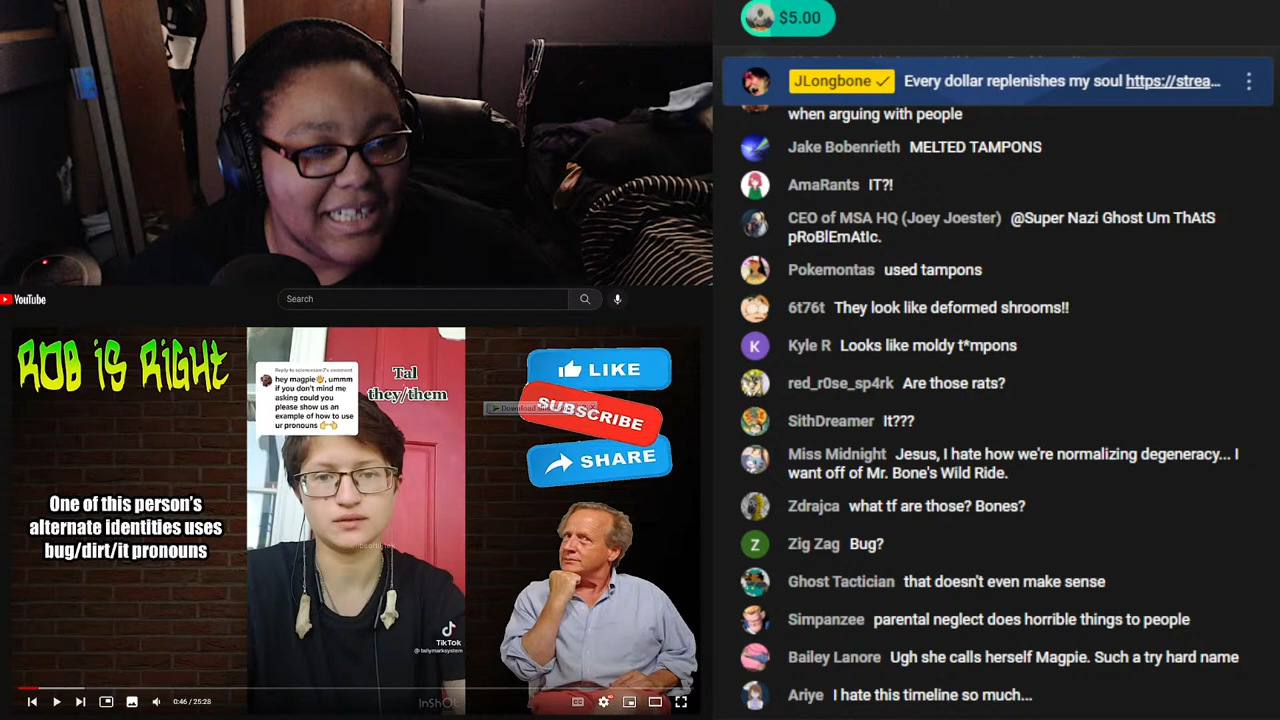 $5.00
JLongbone Every dollar replenishes my soul https://strea...
when arguing with people
Jake Bobenrieth MELTED TAMPONS
AmaRants IT?!
CEO of MSA HQ (Joey Joester) @Super Nazi Ghost Um ThAtS
pRoBlEmAtIc.
Pokemontas used tampons
6t76t They look like deformed shrooms!!
K
Kyle R Looks like moldy t*mpons
red_r0se_sp4rk Are those rats?
SithDreamer It???
Miss Midnight Jesus, I hate how we're normalizing degeneracy... I
want off of Mr. Bone's Wild Ride.
Zdrajca what tf are those? Bones?
Z
Zig Zag Bug?
Ghost Tactician that doesn't even make sense
Simpanzee parental neglect does horrible things to people
Bailey Lanore Ugh she calls herself Magpie. Such a try hard name
Ariye I hate this timeline so much...
YouTube
Search
ROB iS RiGHT
One of this person's
alternate identities uses
bug/dirt/it pronouns
hey magpie, ummm
if you don't mind me
asking could you
please show us an
example of how to use
ur pronouns
Tal
they/them
TikTok
@tallymarksystem
InShOt
LIKE
SUBSCRIBE
SHARE
0:46 / 25:28